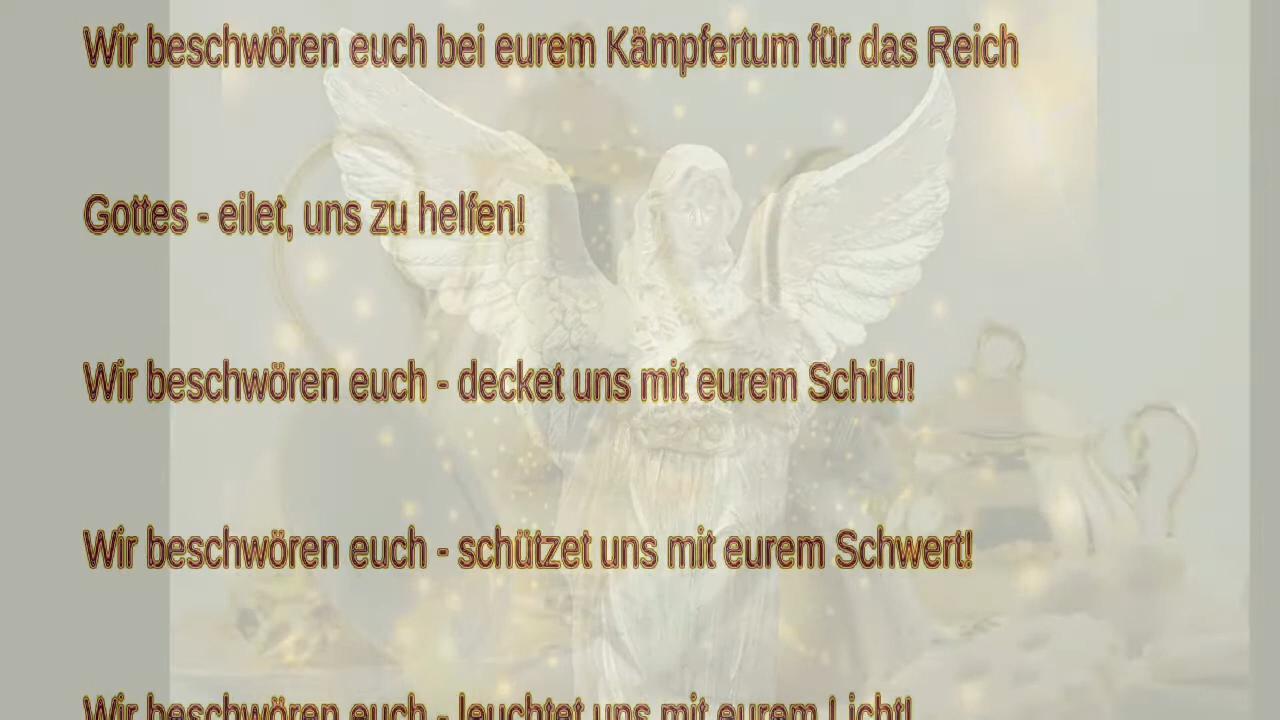 Wir beschwören euch bei eurem Kämpfertum für das Reich
Gottes - eilet, uns zu helfen!
Wir beschwören euch - decket uns mit eurem Schild!
Wir beschwören euch - schützet uns mit eurem Schwert!
Wir beschwören euch - leuchtet uns mit eurem Licht!